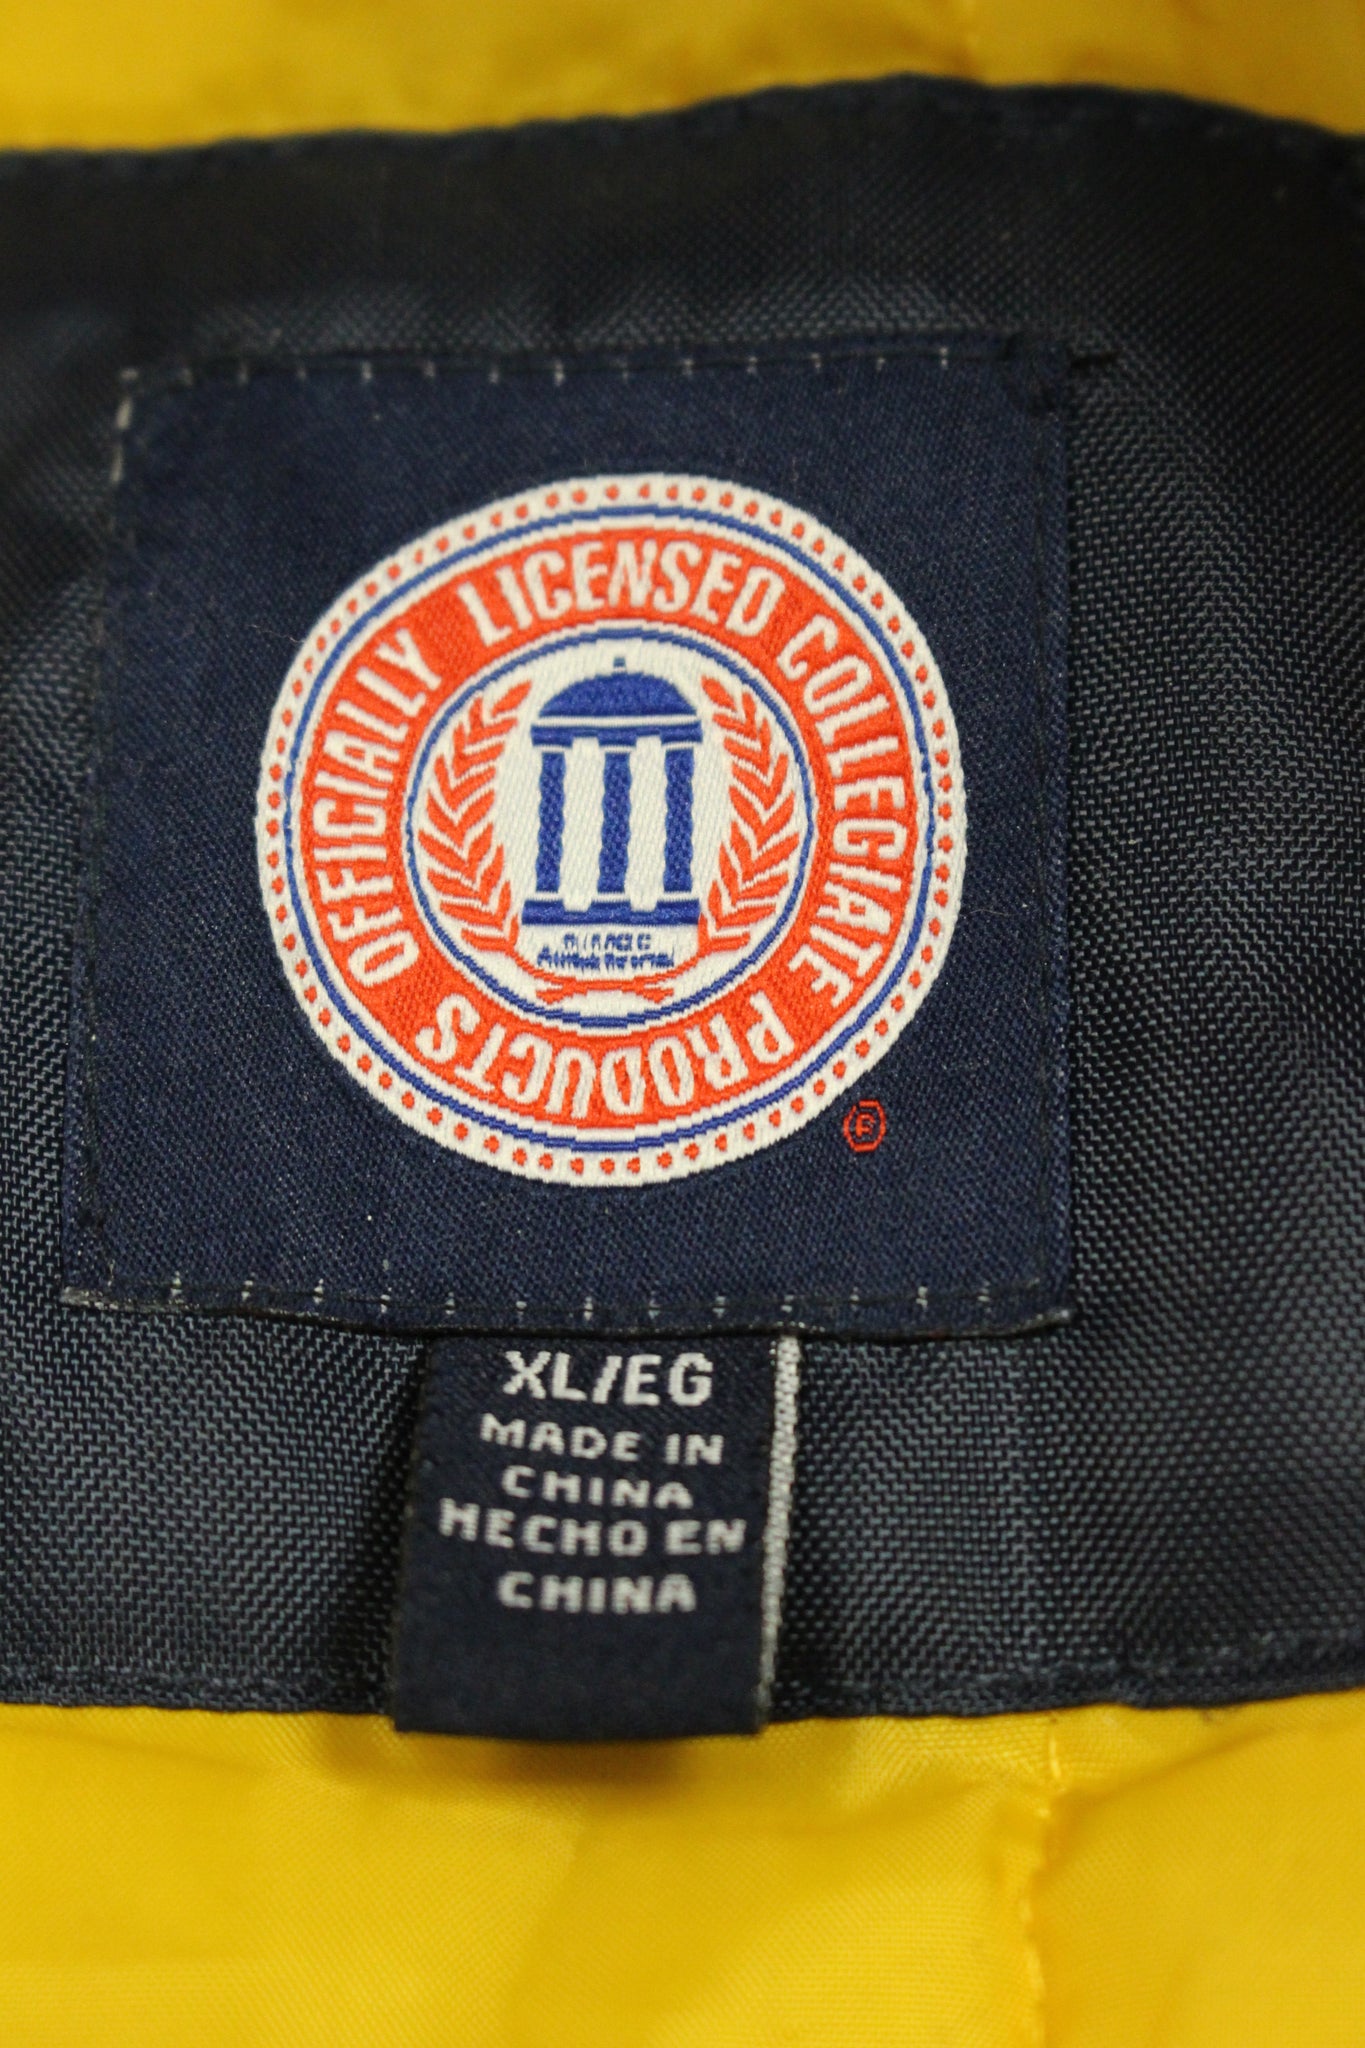 OFFICIALLY LICENSED COLLEGIATE PRODUCTS
®
XL/EG
MADE IN
CHINA
HECHO EN
CHINA